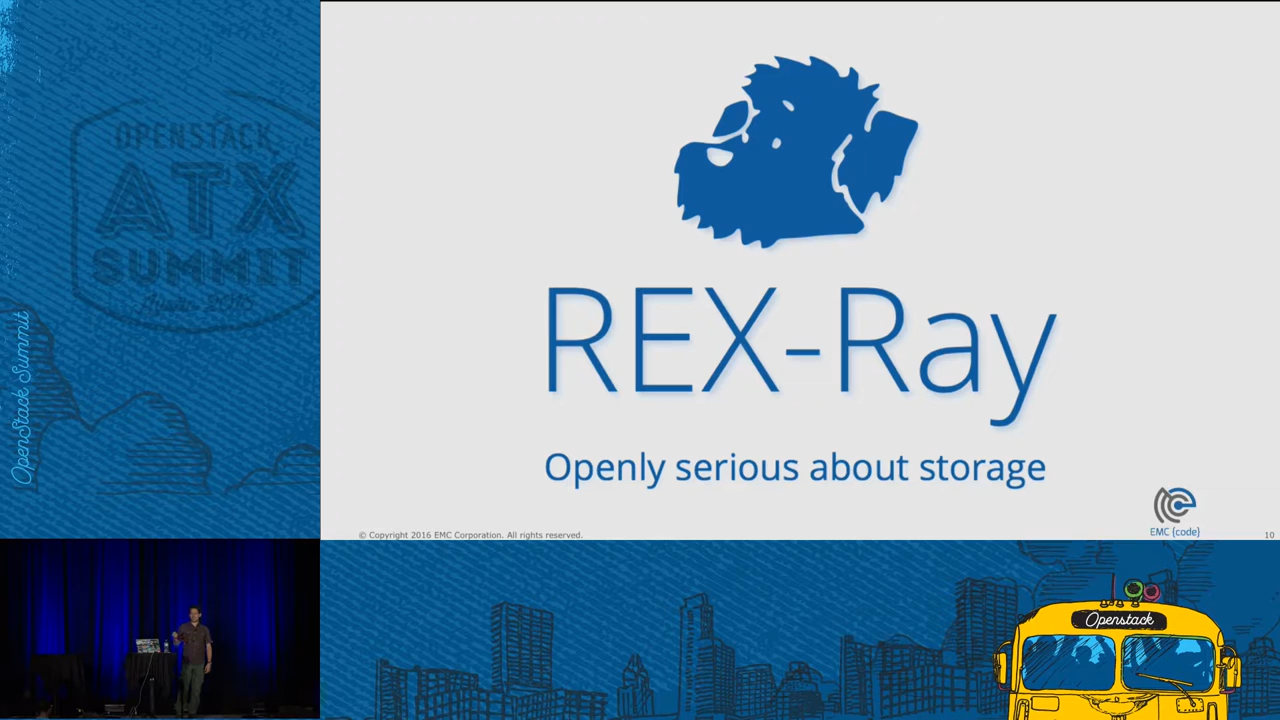 OPENSTACK
ATX
SUMMIT
OpenStack Summit
REX-Ray
Openly serious about storage
© Copyright 2016 EMC Corporation. All rights reserved.
EMC {code}
10
Openstack